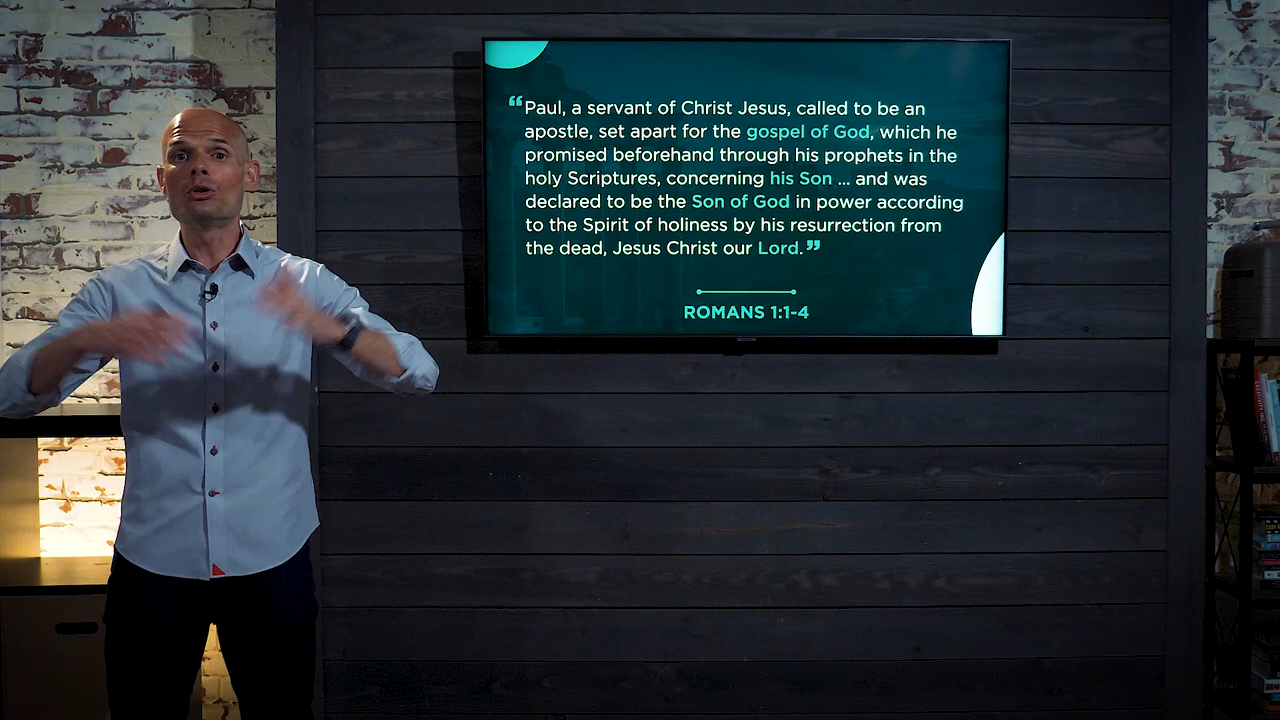 “Paul, a servant of Christ Jesus, called to be an
apostle, set apart for the gospel of God, which he
promised beforehand through his prophets in the
holy Scriptures, concerning his Son ... and was
declared to be the Son of God in power according
to the Spirit of holiness by his resurrection from
the dead, Jesus Christ our Lord.”
ROMANS 1:1-4